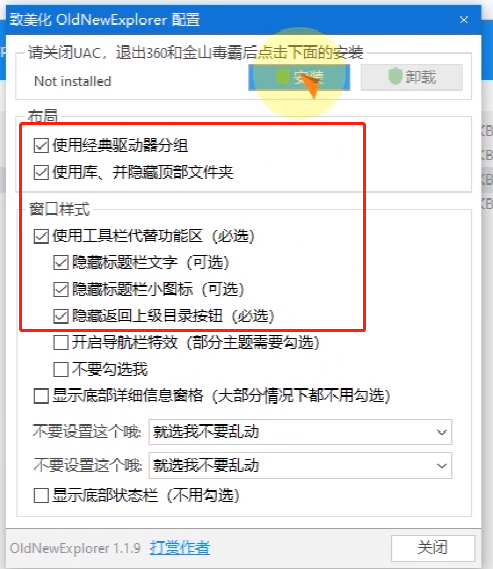 致美化 OldNewExplorer 配置
请关闭UAC，退出360和金山毒霸后点击下面的安装
Not installed
安装
卸载
布局
使用经典驱动器分组
使用库、并隐藏顶部文件夹
窗口样式
使用工具栏代替功能区（必选）
隐藏标题栏文字（可选）
隐藏标题栏小图标（可选）
隐藏返回上级目录按钮（必选）
开启导航栏特效（部分主题需要勾选）
不要勾选我
显示底部详细信息窗格（大部分情况下都不用勾选）
不要设置这个哦: 就选我不要乱动
不要设置这个哦: 就选我不要乱动
显示底部状态栏（不用勾选）
OldNewExplorer 1.1.9 打赏作者
关闭